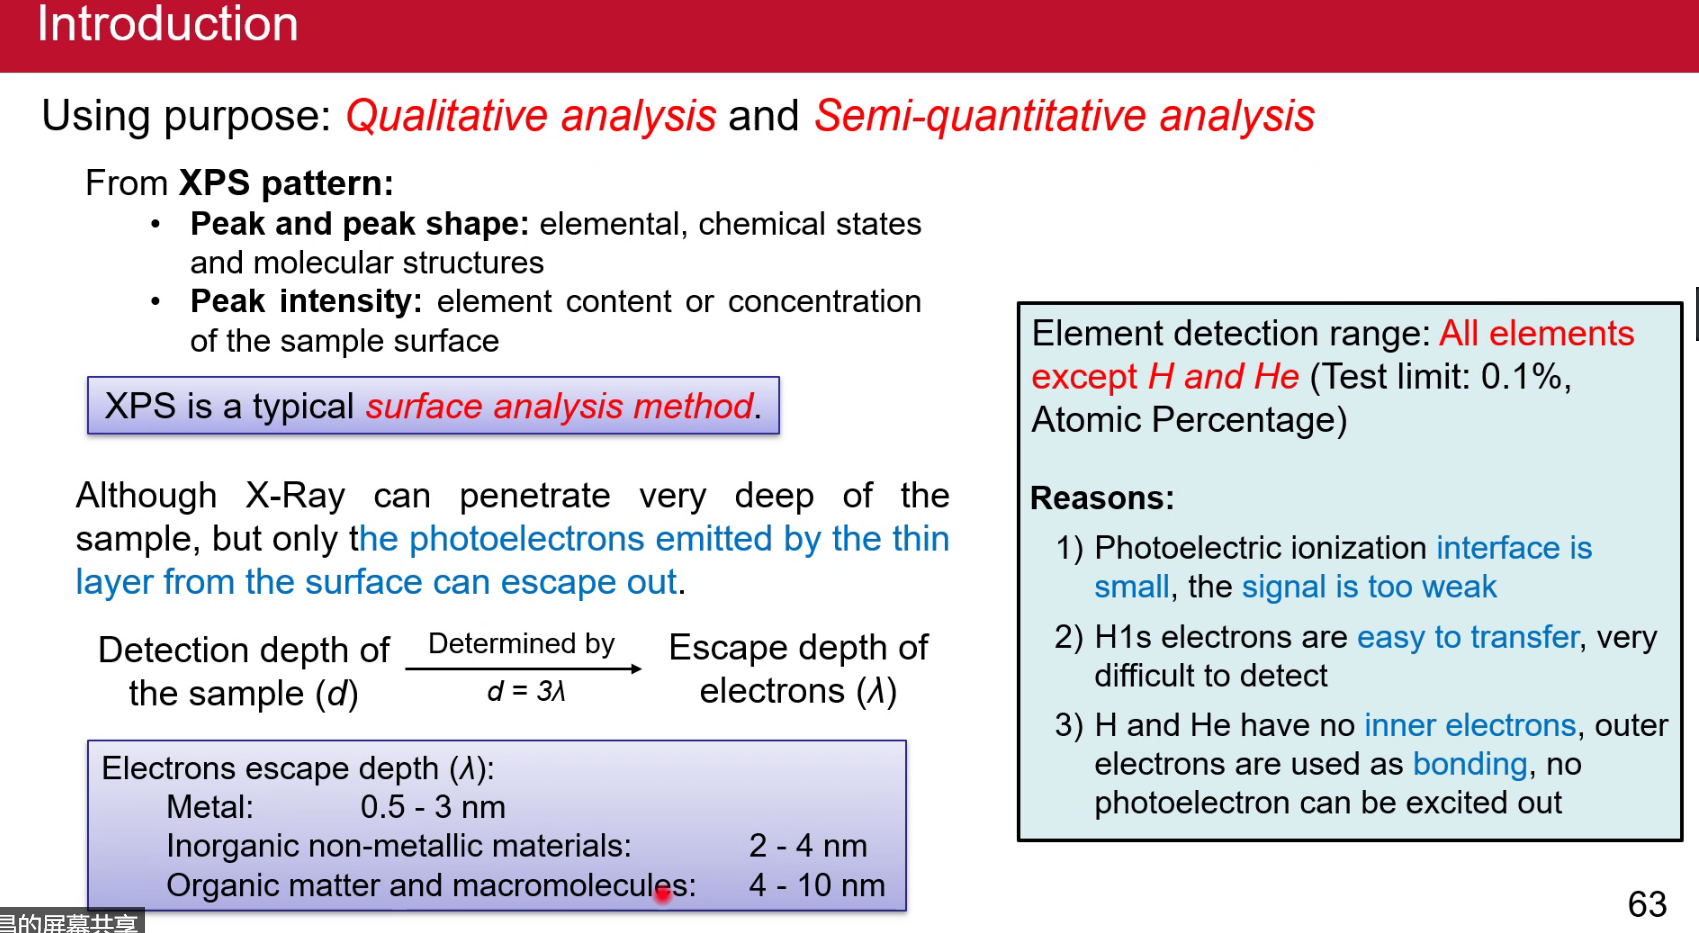 Introduction
Using purpose: Qualitative analysis and Semi-quantitative analysis
From XPS pattern:
• Peak and peak shape: elemental, chemical states
and molecular structures
• Peak intensity: element content or concentration
of the sample surface
XPS is a typical surface analysis method.
Although X-Ray can penetrate very deep of the
sample, but only the photoelectrons emitted by the thin
layer from the surface can escape out.
Detection depth of
the sample (d)
Determined by
d = 3λ
Escape depth of
electrons (λ)
Electrons escape depth (λ):
Metal: 0.5 - 3 nm
Inorganic non-metallic materials: 2 - 4 nm
Organic matter and macromolecules: 4 - 10 nm
Element detection range: All elements
except H and He (Test limit: 0.1%,
Atomic Percentage)
Reasons:
1) Photoelectric ionization interface is
small, the signal is too weak
2) H1s electrons are easy to transfer, very
difficult to detect
3) H and He have no inner electrons, outer
electrons are used as bonding, no
photoelectron can be excited out
63
的屏幕共享